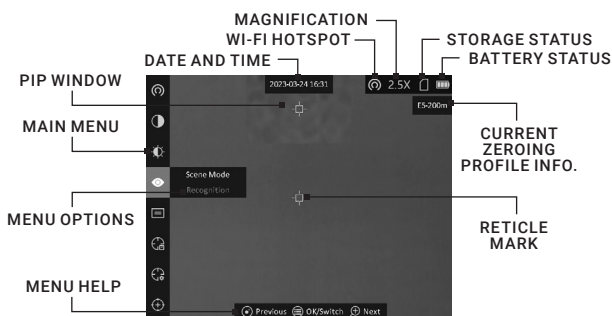 MAGNIFICATION
WI-FI HOTSPOT
STORAGE STATUS
DATE AND TIME
BATTERY STATUS
PIP WINDOW
2023-03-24 16:31
2.5X
E5-200m
MAIN MENU
CURRENT
ZEROING
PROFILE INFO.
Scene Mode
Recognition
MENU OPTIONS
RETICLE
MARK
MENU HELP
Previous OK/Switch Next